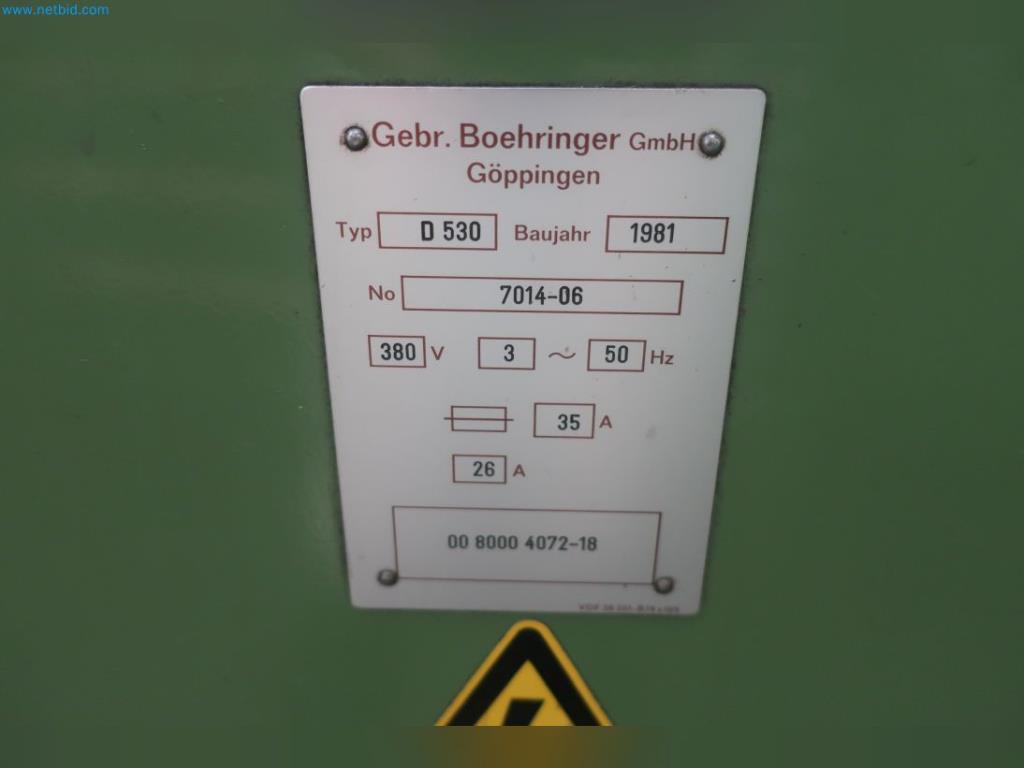 www.netbid.com
Gebr. Boehringer GmbH
Göppingen
Typ D 530 Baujahr 1981
No 7014-06
380 V 3 ~ 50 Hz
35 A
26 A
00 8000 4072-18
VDF